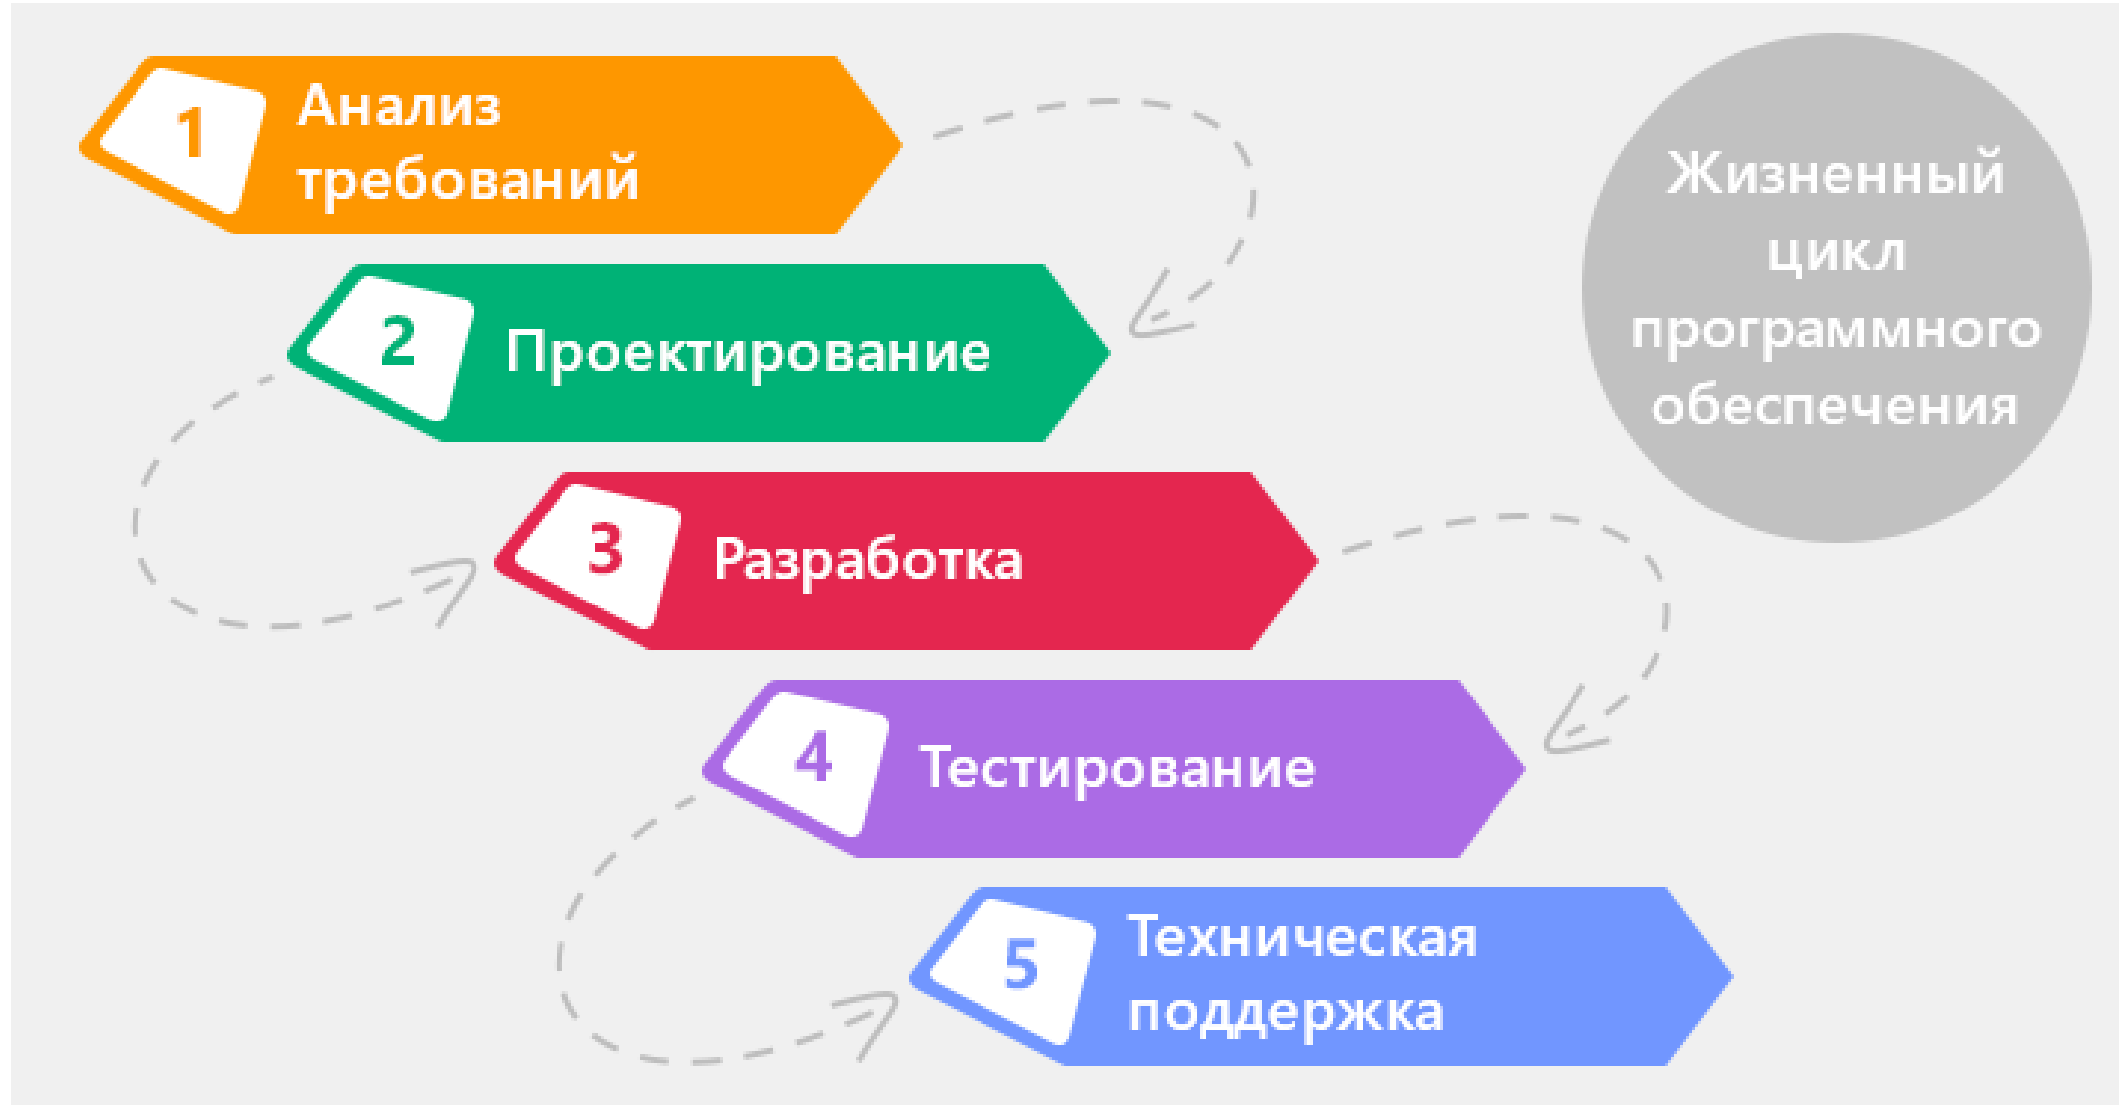 1
Анализ
требований
2
Проектирование
3
Разработка
4
Тестирование
5
Техническая
поддержка
Жизненный
цикл
программного
обеспечения